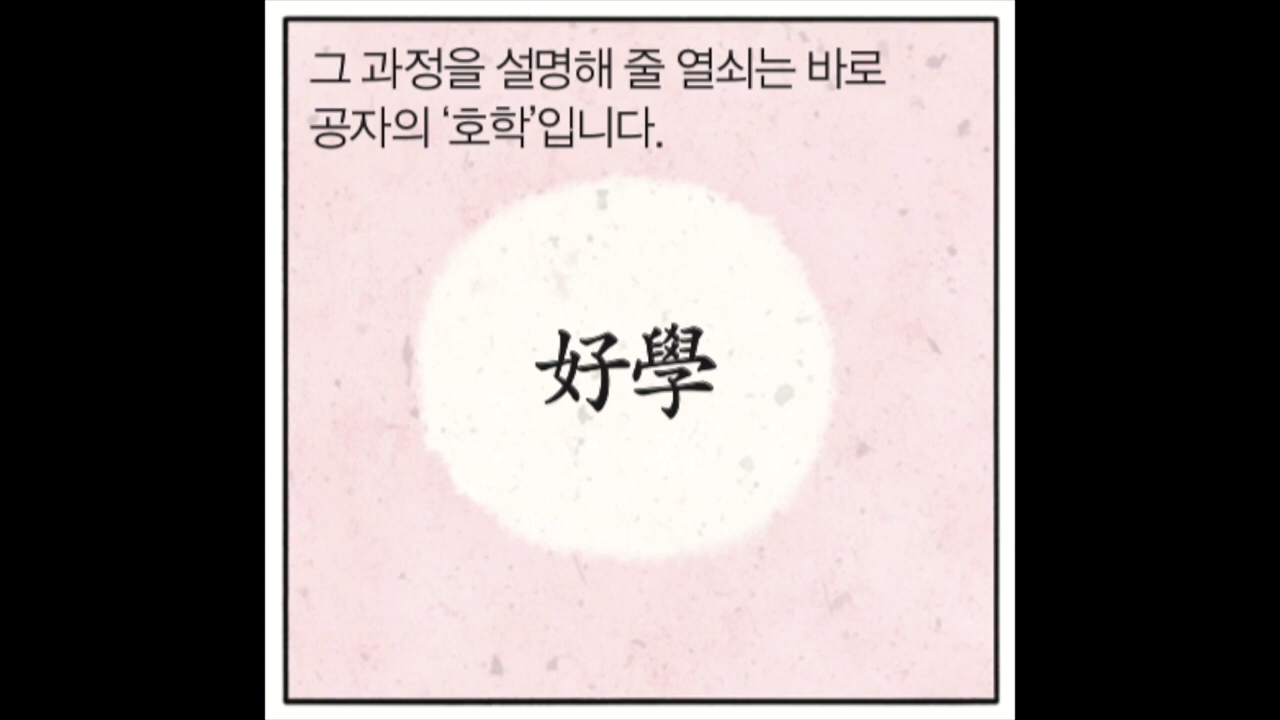 그 과정을 설명해 줄 열쇠는 바로
공자의 ‘호학’입니다.
好學